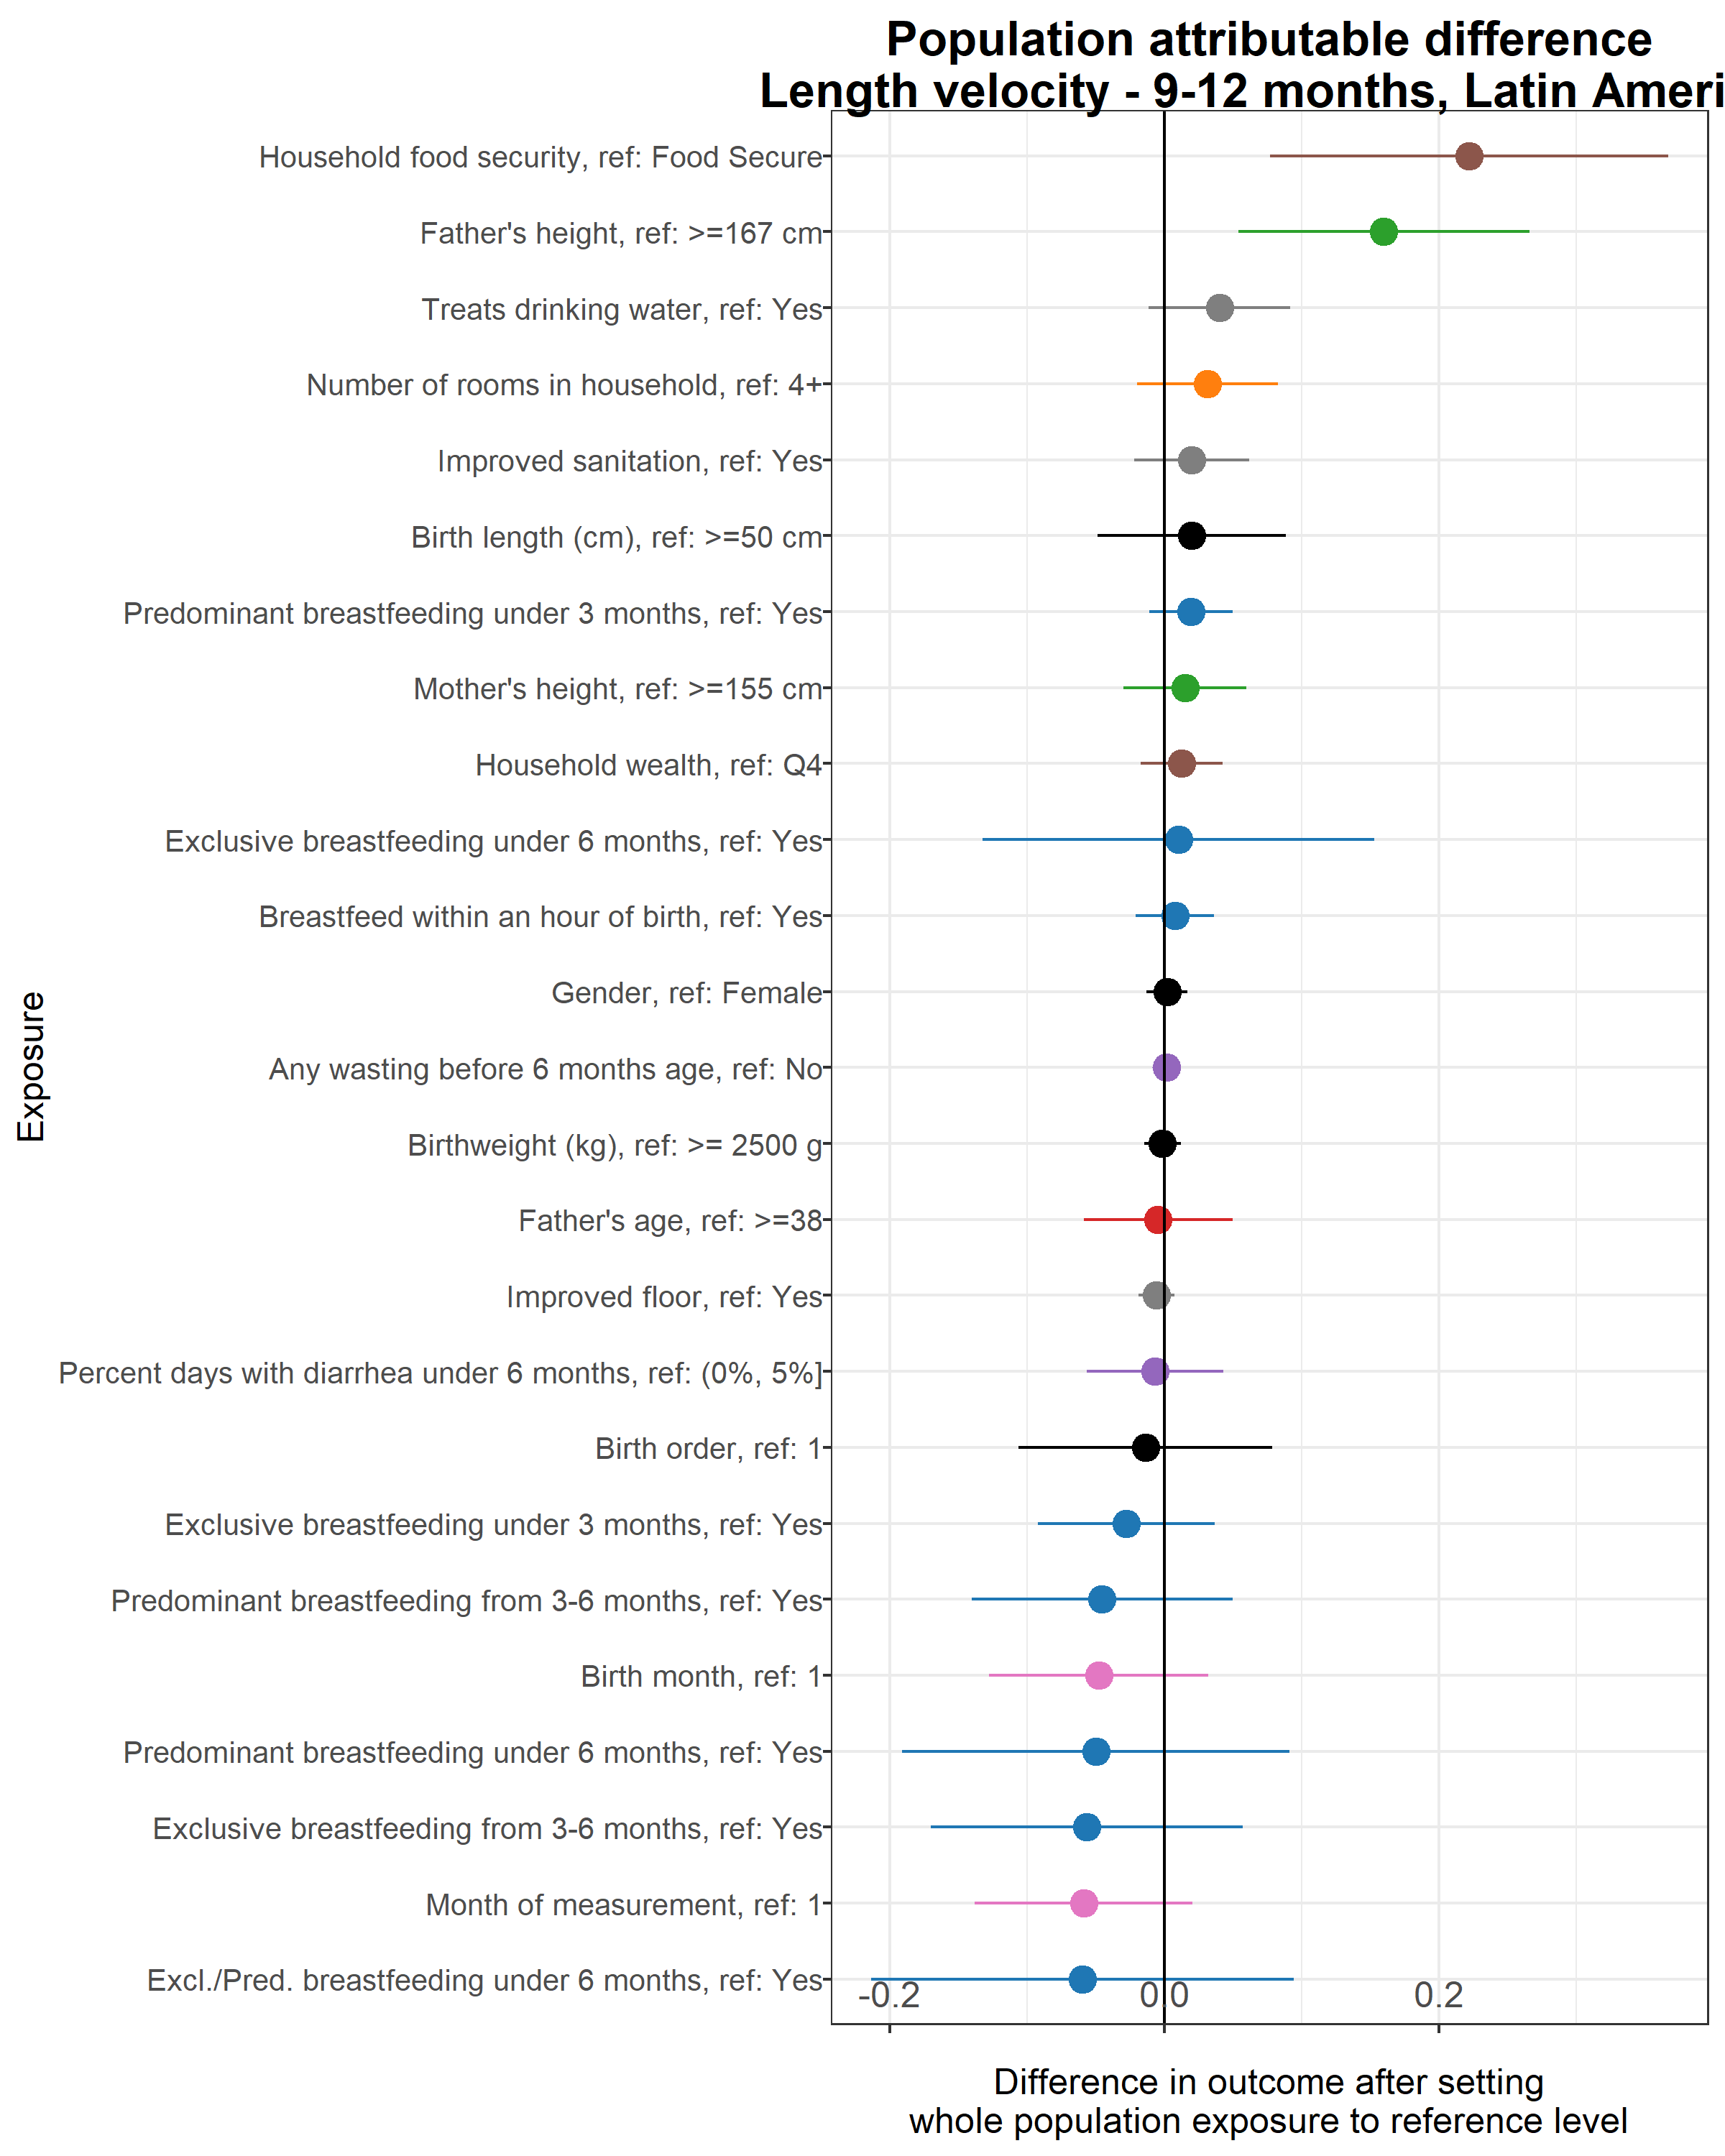 Population attributable difference
Length velocity - 9-12 months, Latin Ameri
Household food security, ref: Food Secure
Father's height, ref: >=167 cm
Treats drinking water, ref: Yes
Number of rooms in household, ref: 4+
Improved sanitation, ref: Yes
Birth length (cm), ref: >=50 cm
Predominant breastfeeding under 3 months, ref: Yes
Mother's height, ref: >=155 cm
Household wealth, ref: Q4
Exclusive breastfeeding under 6 months, ref: Yes
Breastfeed within an hour of birth, ref: Yes
Gender, ref: Female
Any wasting before 6 months age, ref: No
Birthweight (kg), ref: >= 2500 g
Father's age, ref: >=38
Improved floor, ref: Yes
Percent days with diarrhea under 6 months, ref: (0%, 5%]
Birth order, ref: 1
Exclusive breastfeeding under 3 months, ref: Yes
Predominant breastfeeding from 3-6 months, ref: Yes
Birth month, ref: 1
Predominant breastfeeding under 6 months, ref: Yes
Exclusive breastfeeding from 3-6 months, ref: Yes
Month of measurement, ref: 1
Excl./Pred. breastfeeding under 6 months, ref: Yes
Exposure
-0.2
0.0
0.2
Difference in outcome after setting
whole population exposure to reference level